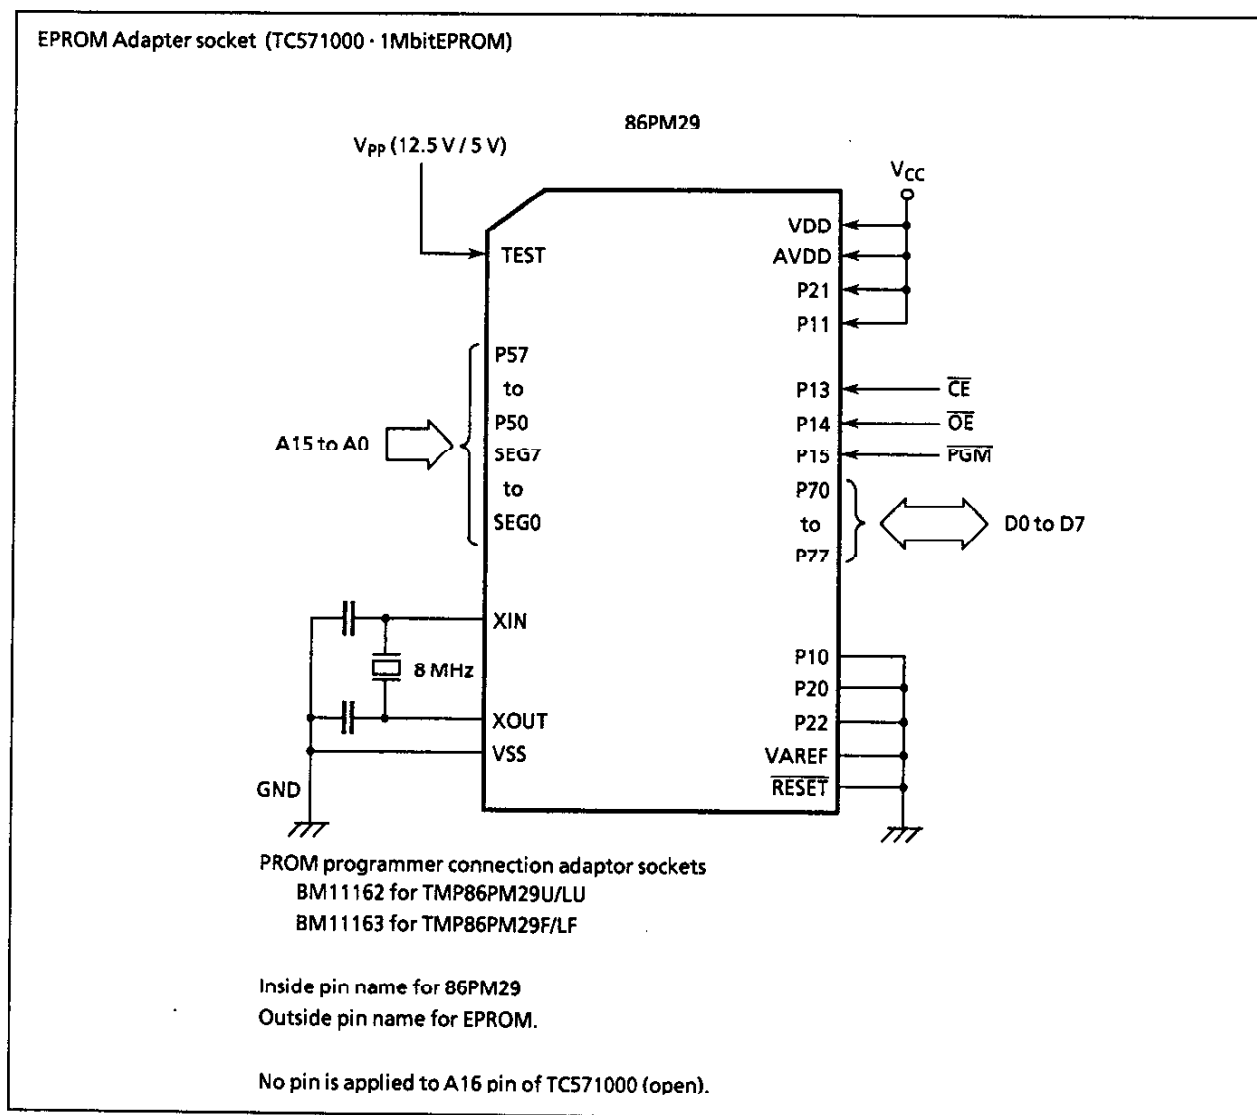 EPROM Adapter socket (TC571000 · 1MbitEPROM)
86PM29
VPP (12.5 V / 5 V)
VCC
VDD
TEST
AVDD
P21
P11
P57
to
P50
SEG7
to
SEG0
A15 to A0
P13
CE
P14
OE
P15
PGM
P70
to
P77
D0 to D7
XIN
8 MHz
XOUT
VSS
GND
P10
P20
P22
VAREF
RESET
PROM programmer connection adaptor sockets
BM11162 for TMP86PM29U/LU
BM11163 for TMP86PM29F/LF
Inside pin name for 86PM29
Outside pin name for EPROM.
No pin is applied to A16 pin of TC571000 (open).